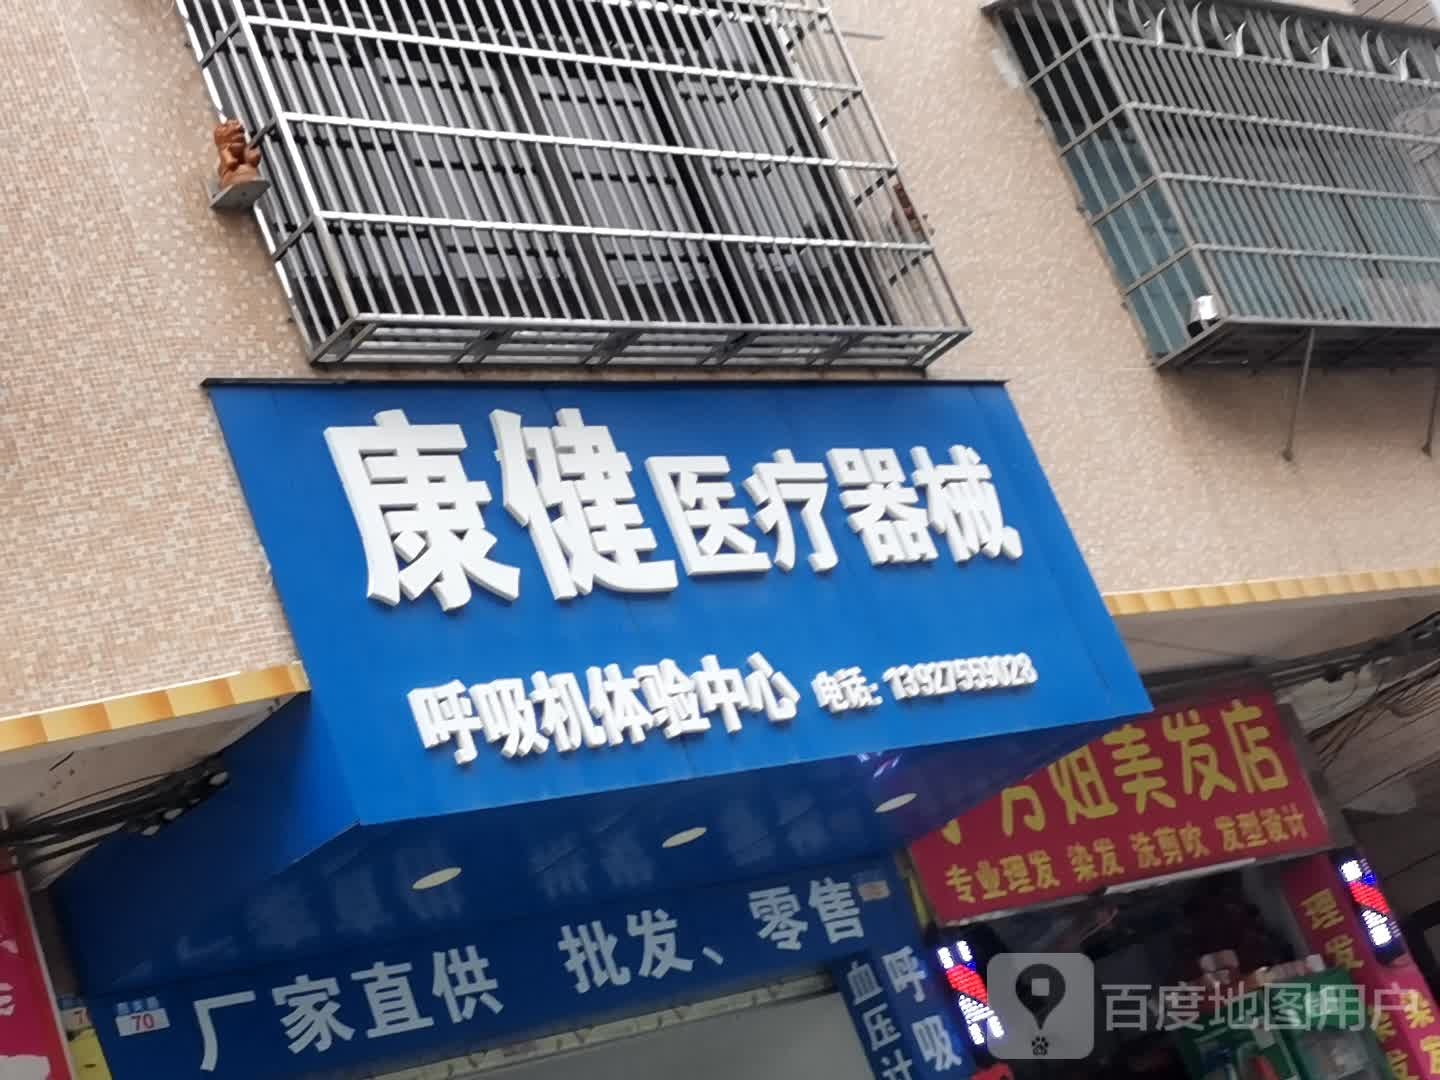 康健医疗器械
呼吸机体验中心 电话: 13927559028
厂家直供 批发、零售
呼吸
血压计
70
美发店
专业理发 染发 洗剪吹 发型设计
理发
百度地图用户